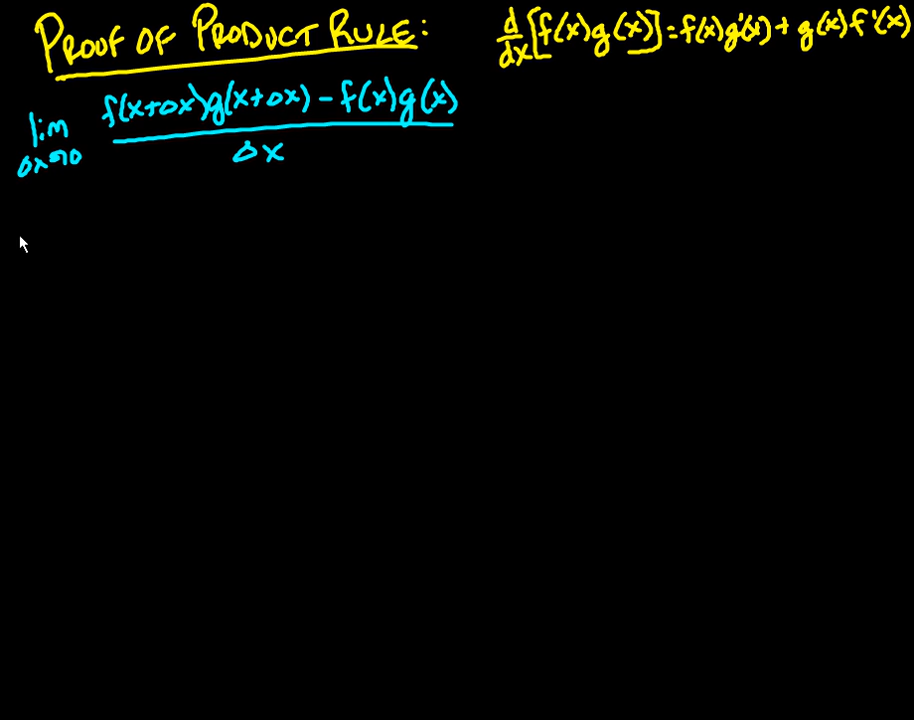 PROOF OF PRODUCT RULE:
d/dx [f(x)g(x)] = f(x)g'(x) + g(x)f'(x)
lim Δx→0 f(x+Δx)g(x+Δx) - f(x)g(x) / Δx